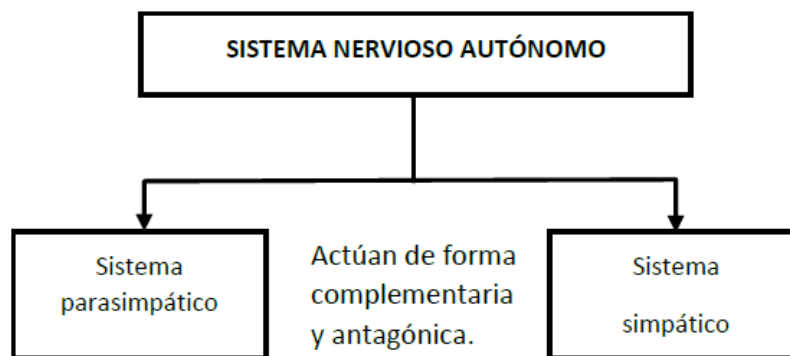 SISTEMA NERVIOSO AUTÓNOMO
Sistema
parasimpático
Actúan de forma
complementaria
y antagónica.
Sistema
simpático